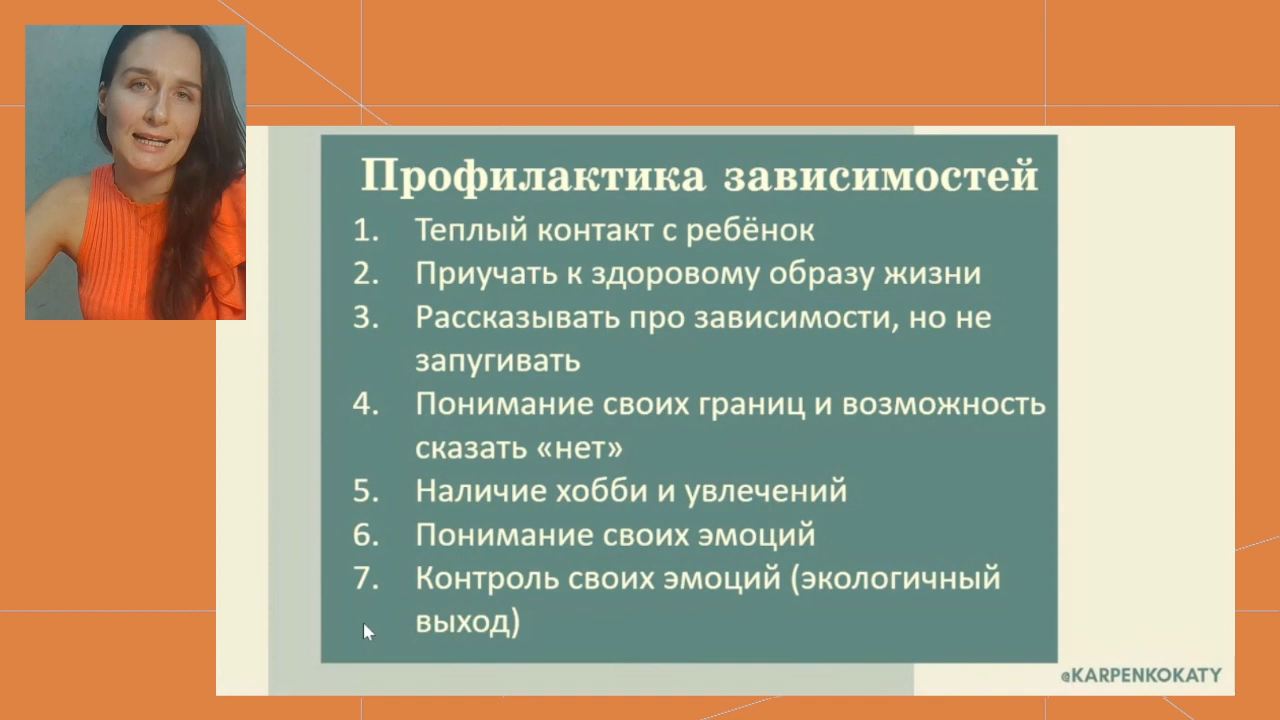 Профилактика зависимостей
1. Теплый контакт с ребёнок
2. Приучать к здоровому образу жизни
3. Рассказывать про зависимости, но не
запугивать
4. Понимание своих границ и возможность
сказать «нет»
5. Наличие хобби и увлечений
6. Понимание своих эмоций
7. Контроль своих эмоций (экологичный
выход)
@KARPENKOKATY